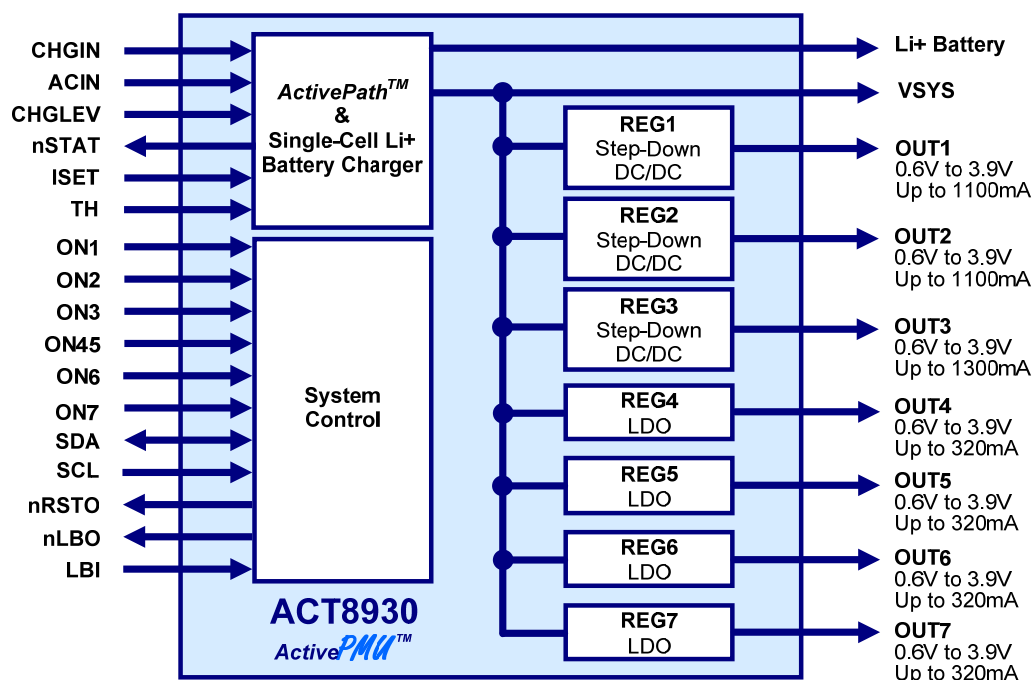 CHGIN
ACIN
CHGLEV
nSTAT
ISET
TH
ON1
ON2
ON3
ON45
ON6
ON7
SDA
SCL
nRSTO
nLBO
LBI
ActivePath™
&
Single-Cell Li+
Battery Charger
System
Control
ACT8930
ActivePMU™
REG1
Step-Down
DC/DC
REG2
Step-Down
DC/DC
REG3
Step-Down
DC/DC
REG4
LDO
REG5
LDO
REG6
LDO
REG7
LDO
Li+ Battery
VSYS
OUT1
0.6V to 3.9V
Up to 1100mA
OUT2
0.6V to 3.9V
Up to 1100mA
OUT3
0.6V to 3.9V
Up to 1300mA
OUT4
0.6V to 3.9V
Up to 320mA
OUT5
0.6V to 3.9V
Up to 320mA
OUT6
0.6V to 3.9V
Up to 320mA
OUT7
0.6V to 3.9V
Up to 320mA